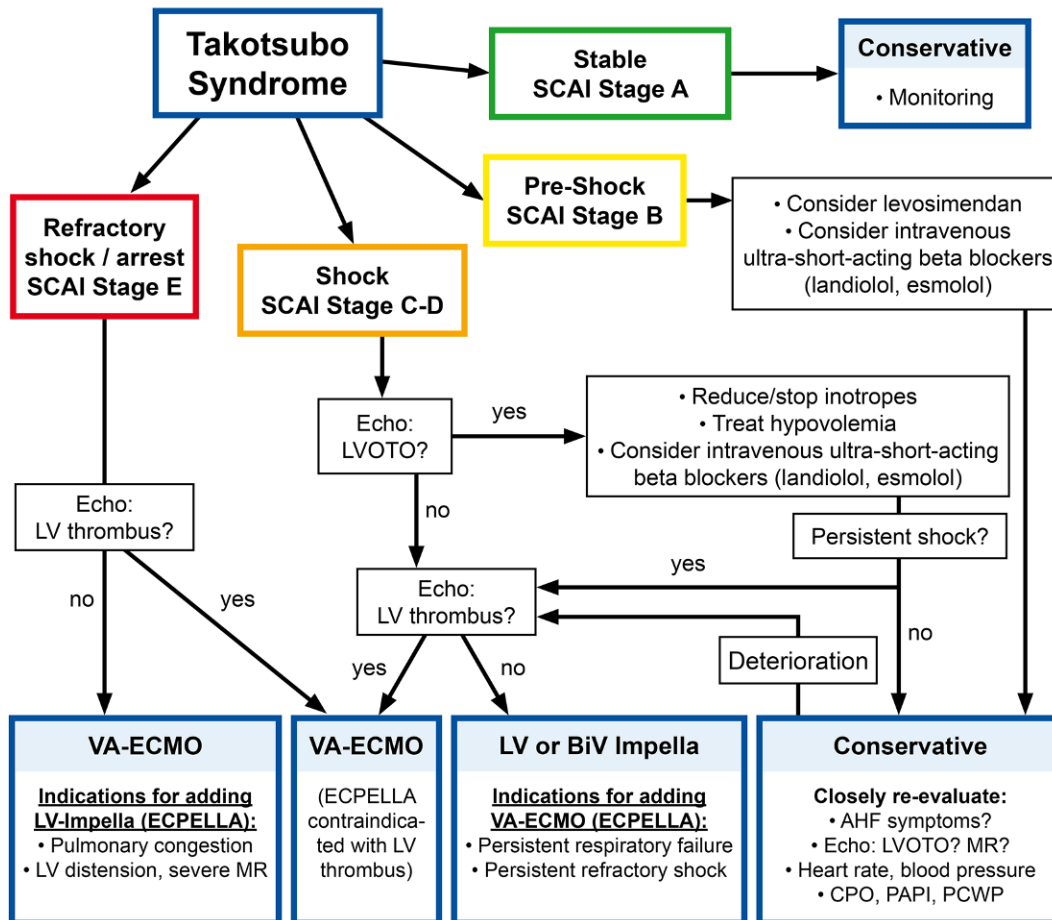 Takotsubo
Syndrome
Stable
SCAI Stage A
Conservative
• Monitoring
Pre-Shock
SCAI Stage B
• Consider levosimendan
• Consider intravenous
ultra-short-acting beta blockers
(landiolol, esmolol)
Refractory
shock / arrest
SCAI Stage E
Shock
SCAI Stage C-D
Echo:
LVOTO?
yes
• Reduce/stop inotropes
• Treat hypovolemia
• Consider intravenous ultra-short-acting
beta blockers (landiolol, esmolol)
no
Persistent shock?
Echo:
LV thrombus?
no
yes
Echo:
LV thrombus?
yes
no
yes
no
Deterioration
VA-ECMO
Indications for adding
LV-Impella (ECPELLA):
• Pulmonary congestion
• LV distension, severe MR
VA-ECMO
(ECPELLA
contraindica-
ted with LV
thrombus)
LV or BiV Impella
Indications for adding
VA-ECMO (ECPELLA):
• Persistent respiratory failure
• Persistent refractory shock
Conservative
Closely re-evaluate:
• AHF symptoms?
• Echo: LVOTO? MR?
• Heart rate, blood pressure
• CPO, PAPI, PCWP